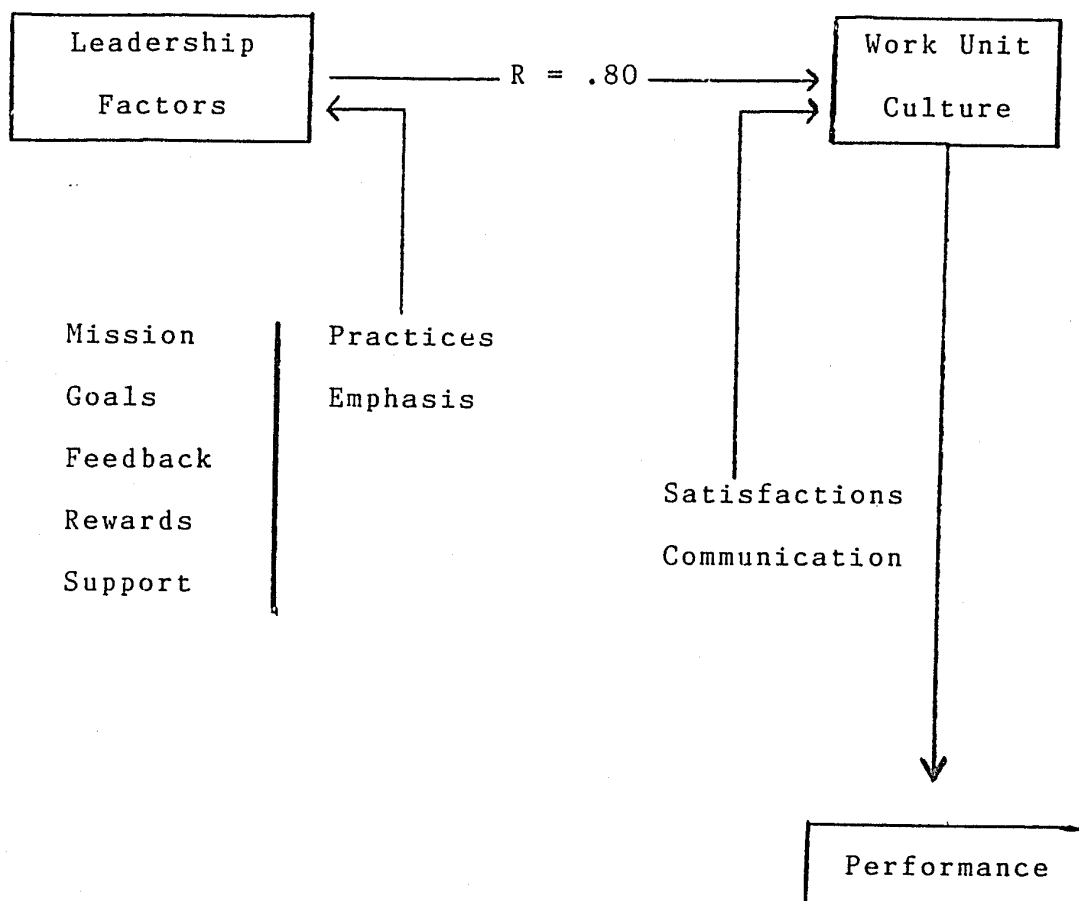 Leadership
Factors
R = .80
Work Unit
Culture
Mission
Goals
Feedback
Rewards
Support
Practices
Emphasis
Satisfactions
Communication
Performance